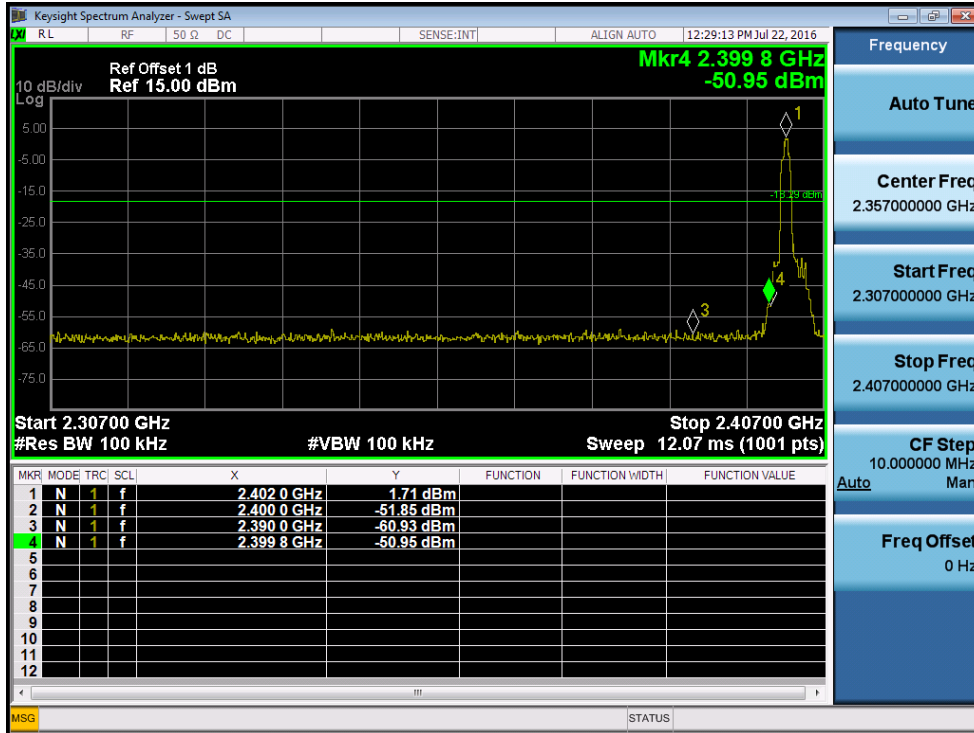 Keysight Spectrum Analyzer - Swept SA
LXI RL RF 50 Ω DC SENSE:INT ALIGN AUTO 12:29:13 PM Jul 22, 2016
Frequency
Mkr4 2.399 8 GHz
-50.95 dBm
Ref Offset 1 dB
10 dB/div Ref 15.00 dBm
Log
1
5.00
-5.00
-15.0
-25.0
-35.0
-45.0
4
-55.0
3
-65.0
-75.0
Start 2.30700 GHz Stop 2.40700 GHz
#Res BW 100 kHz #VBW 100 kHz Sweep 12.07 ms (1001 pts)
MKR MODE TRC SCL X Y FUNCTION FUNCTION WIDTH FUNCTION VALUE
1 N 1 f 2.402 0 GHz 1.71 dBm
2 N 1 f 2.400 0 GHz -51.85 dBm
3 N 1 f 2.390 0 GHz -60.93 dBm
4 N 1 f 2.399 8 GHz -50.95 dBm
5
6
7
8
9
10
11
12
Auto Tune
Center Freq
2.357000000 GHz
Start Freq
2.307000000 GHz
Stop Freq
2.407000000 GHz
CF Step
10.000000 MHz
Auto Man
Freq Offset
0 Hz
MSG STATUS